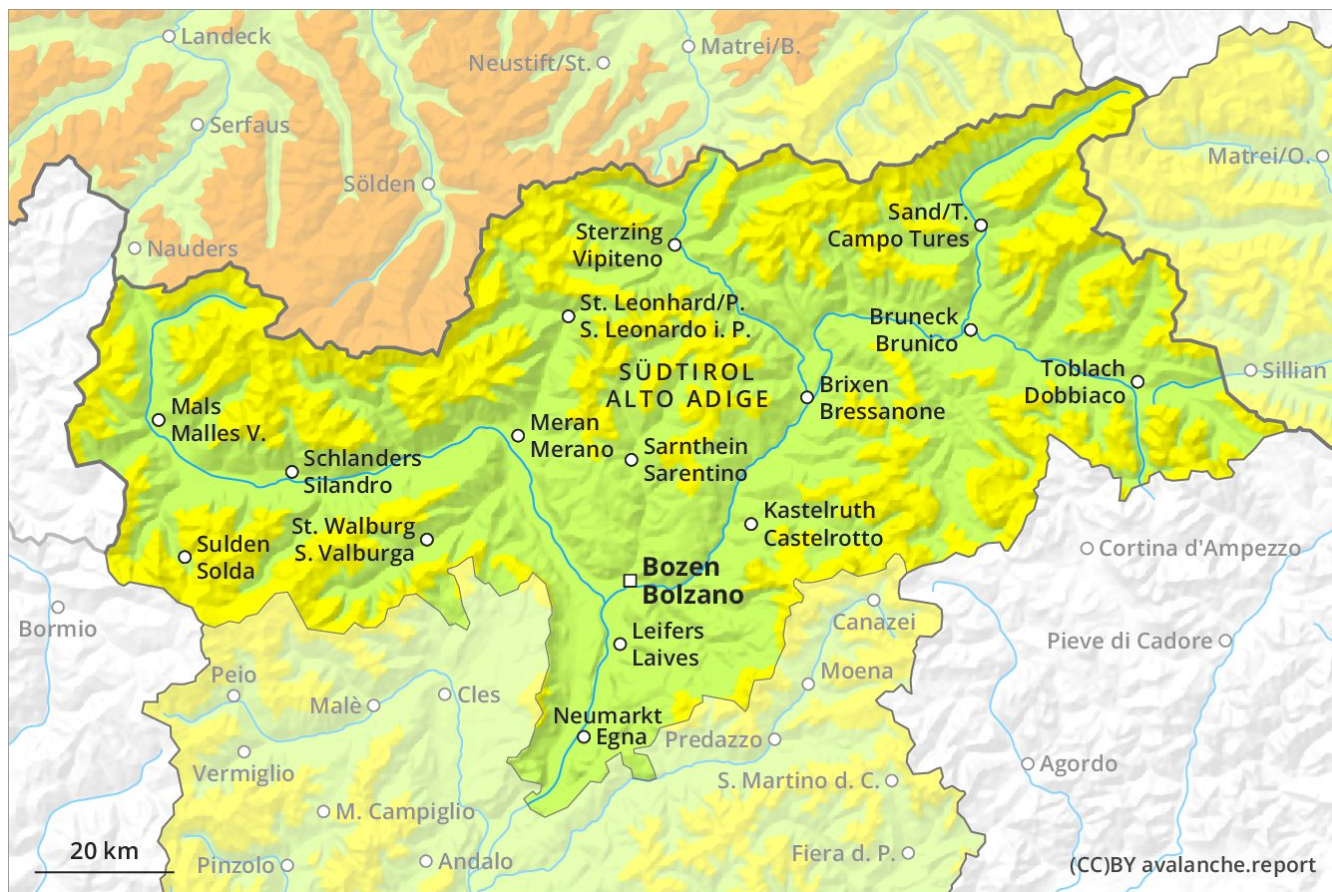 Landeck
Matrei/B.
Neustift/St.
Serfaus
Matrei/O.
Sölden
Sand/T.
Campo Tures
Sterzing
Vipiteno
Nauders
St. Leonhard/P.
S. Leonardo i. P.
Bruneck
Brunico
SÜDTIROL
ALTO ADIGE
Toblach
Dobbiaco
Sillian
Brixen
Bressanone
Mals
Malles V.
Meran
Merano
Sarnthein
Sarentino
Schlanders
Silandro
Kastelruth
Castelrotto
St. Walburg
S. Valburga
Sulden
Solda
Cortina d'Ampezzo
Bozen
Bolzano
Bormio
Canazei
Leifers
Laives
Pieve di Cadore
Peio
Moena
Malè
Cles
Neumarkt
Egna
Predazzo
Vermiglio
Agordo
S. Martino d. C.
M. Campiglio
20 km
Pinzolo
Andalo
Fiera d. P.
(CC)BY avalanche.report